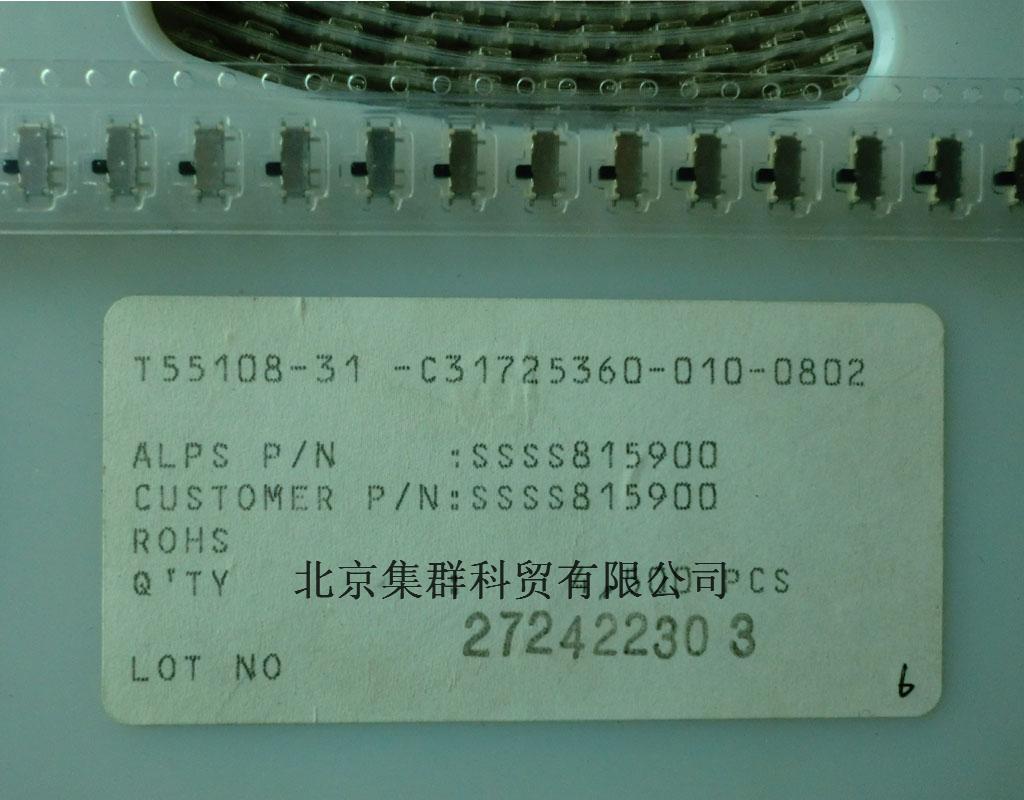 T55108-31 -C31725360-010-0802
ALPS P/N :SSSS815900
CUSTOMER P/N:SSSS815900
ROHS
Q'TY PCS
北京集群科贸有限公司
27242230 3
LOT NO
6